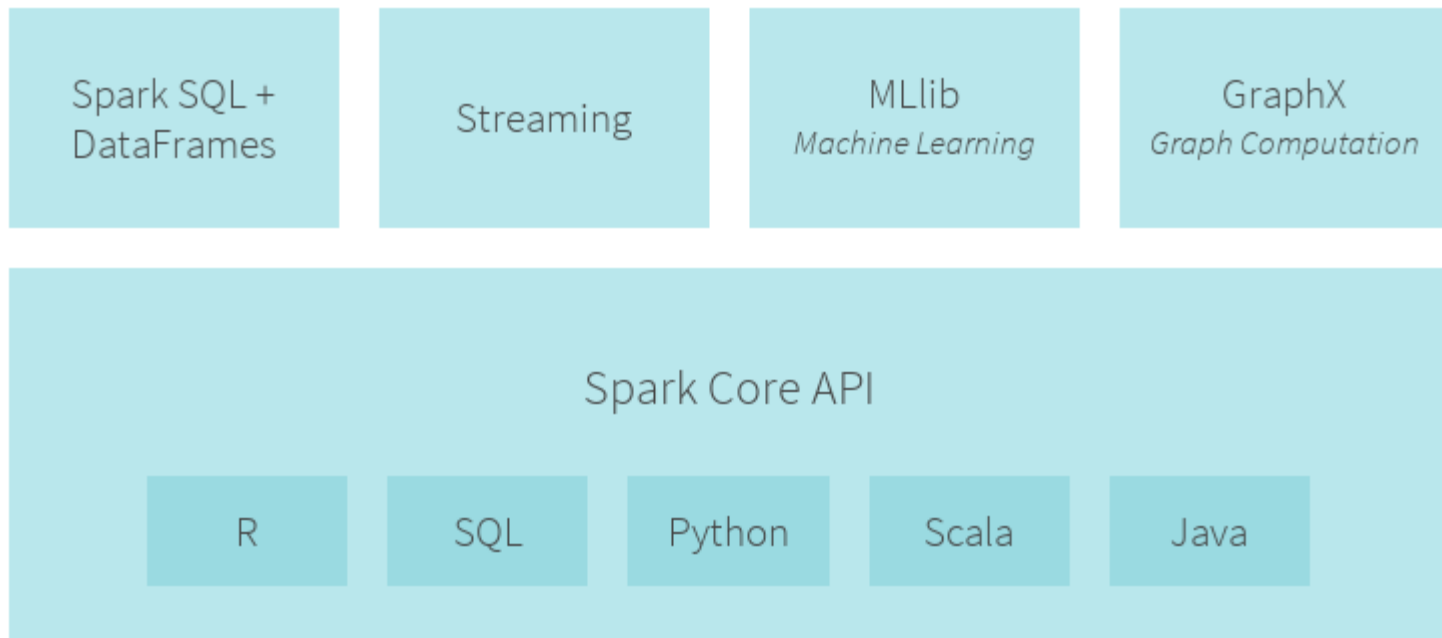 Spark SQL +
DataFrames
Streaming
MLlib
Machine Learning
GraphX
Graph Computation
Spark Core API
R
SQL
Python
Scala
Java